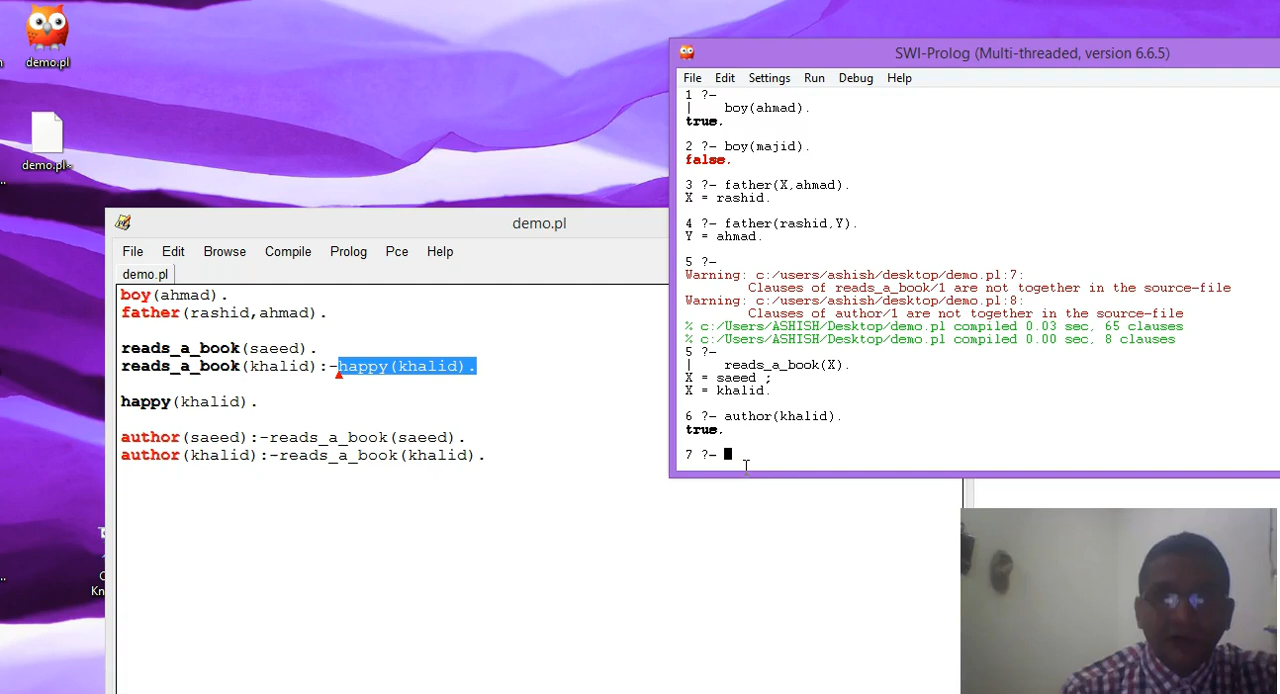 demo.pl
demo.pl~
SWI-Prolog (Multi-threaded, version 6.6.5)
File Edit Settings Run Debug Help
1 ?-
| boy(ahmad).
true.
2 ?- boy(majid).
false.
3 ?- father(X,ahmad).
X = rashid.
4 ?- father(rashid,Y).
Y = ahmad.
5 ?-
Warning: c:/users/ashish/desktop/demo.pl:7:
Clauses of reads_a_book/1 are not together in the source-file
Warning: c:/users/ashish/desktop/demo.pl:8:
Clauses of author/1 are not together in the source-file
% c:/Users/ASHISH/Desktop/demo.pl compiled 0.03 sec, 65 clauses
% c:/Users/ASHISH/Desktop/demo.pl compiled 0.00 sec, 8 clauses
5 ?-
| reads_a_book(X).
X = saeed ;
X = khalid.
6 ?- author(khalid).
true.
7 ?-
demo.pl
File Edit Browse Compile Prolog Pce Help
demo.pl
boy(ahmad).
father(rashid,ahmad).
reads_a_book(saeed).
reads_a_book(khalid):-happy(khalid).
happy(khalid).
author(saeed):-reads_a_book(saeed).
author(khalid):-reads_a_book(khalid).